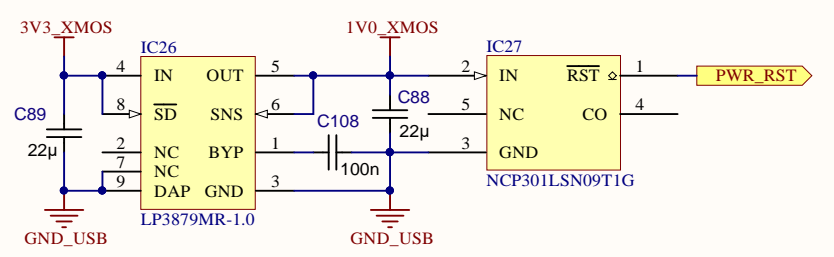 3V3_XMOS
1V0_XMOS
IC26
IC27
4 IN OUT 5
2 IN RST 1
PWR_RST
8 SD SNS 6
C89
C88
5 NC CO 4
22µ
22µ
C108
2 NC BYP 1
100n
3 GND
7 NC
9 DAP GND 3
NCP301LSN09T1G
LP3879MR-1.0
GND_USB
GND_USB